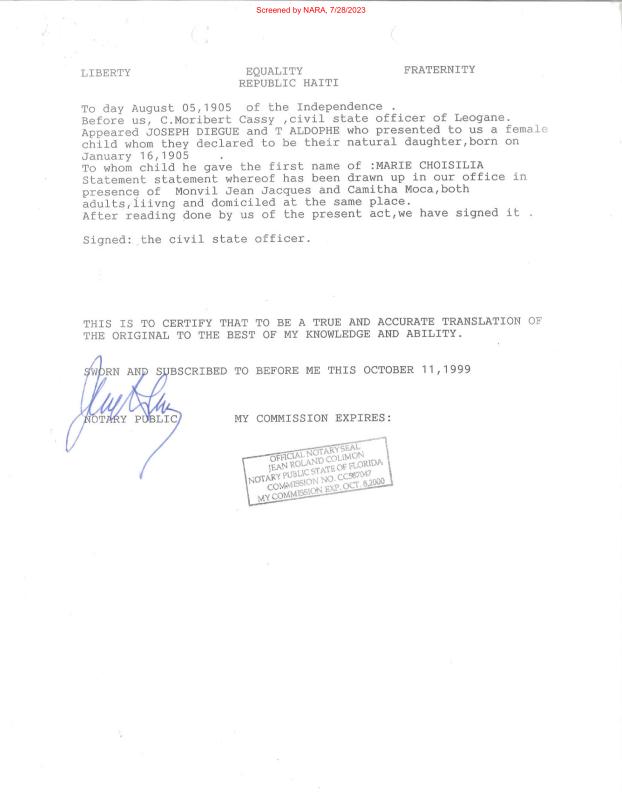 Screened by NARA, 7/28/2023
LIBERTY EQUALITY FRATERNITY
REPUBLIC HAITI
To day August 05,1905 of the Independence .
Before us, C.Moribert Cassy ,civil state officer of Leogane.
Appeared JOSEPH DIEGUE and T ALDOPHE who presented to us a female
child whom they declared to be their natural daughter,born on
January 16,1905 .
To whom child he gave the first name of :MARIE CHOISILIA
Statement statement whereof has been drawn up in our office in
presence of Monvil Jean Jacques and Camitha Moca,both
adults,liivng and domiciled at the same place.
After reading done by us of the present act,we have signed it .
Signed: the civil state officer.
THIS IS TO CERTIFY THAT TO BE A TRUE AND ACCURATE TRANSLATION OF
THE ORIGINAL TO THE BEST OF MY KNOWLEDGE AND ABILITY.
SWORN AND SUBSCRIBED TO BEFORE ME THIS OCTOBER 11,1999
NOTARY PUBLIC MY COMMISSION EXPIRES:
OFFICIAL NOTARY SEAL
JEAN ROLAND COLIMON
NOTARY PUBLIC STATE OF FLORIDA
COMMISSION NO. CC587047
MY COMMISSION EXP. OCT. 8,2000